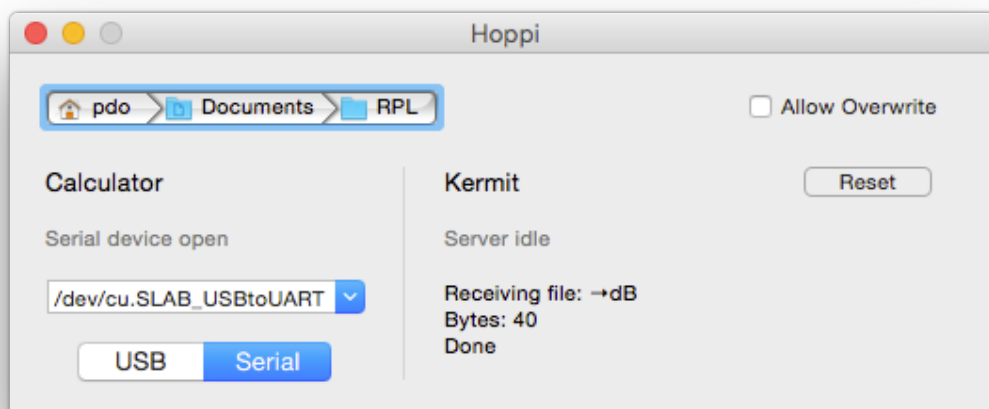 Hoppi
pdo Documents RPL
Allow Overwrite
Calculator
Serial device open
/dev/cu.SLAB_USBtoUART
USB Serial
Kermit
Reset
Server idle
Receiving file: →dB
Bytes: 40
Done